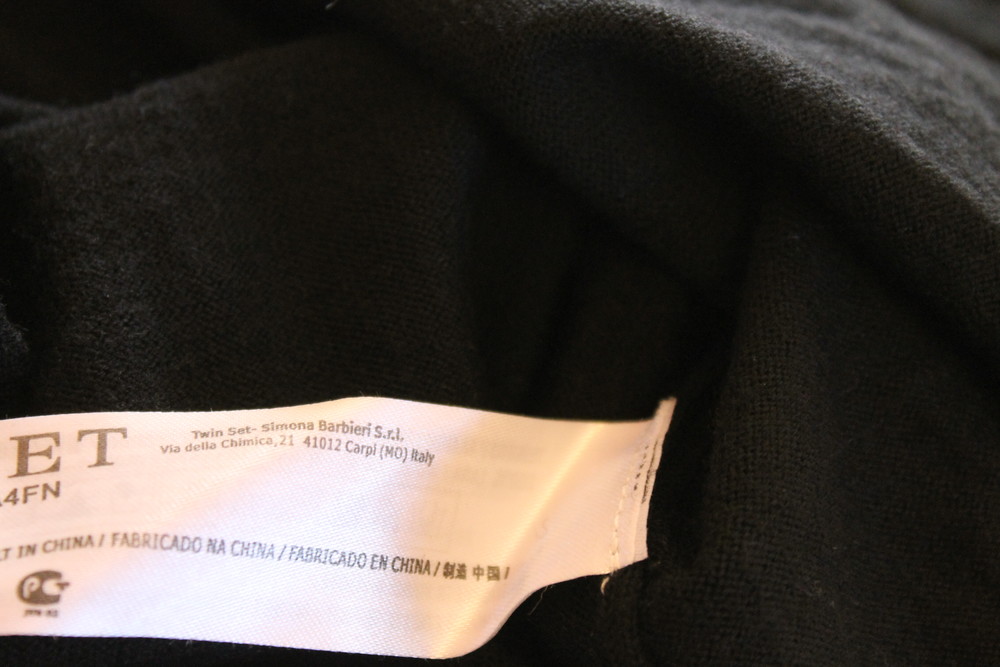 ET
Twin Set- Simona Barbieri S.r.l.
Via della Chimica,21 41012 Carpi (MO) Italy
4FN
T IN CHINA / FABRICADO NA CHINA / FABRICADO EN CHINA / 制造 中国 /
PG